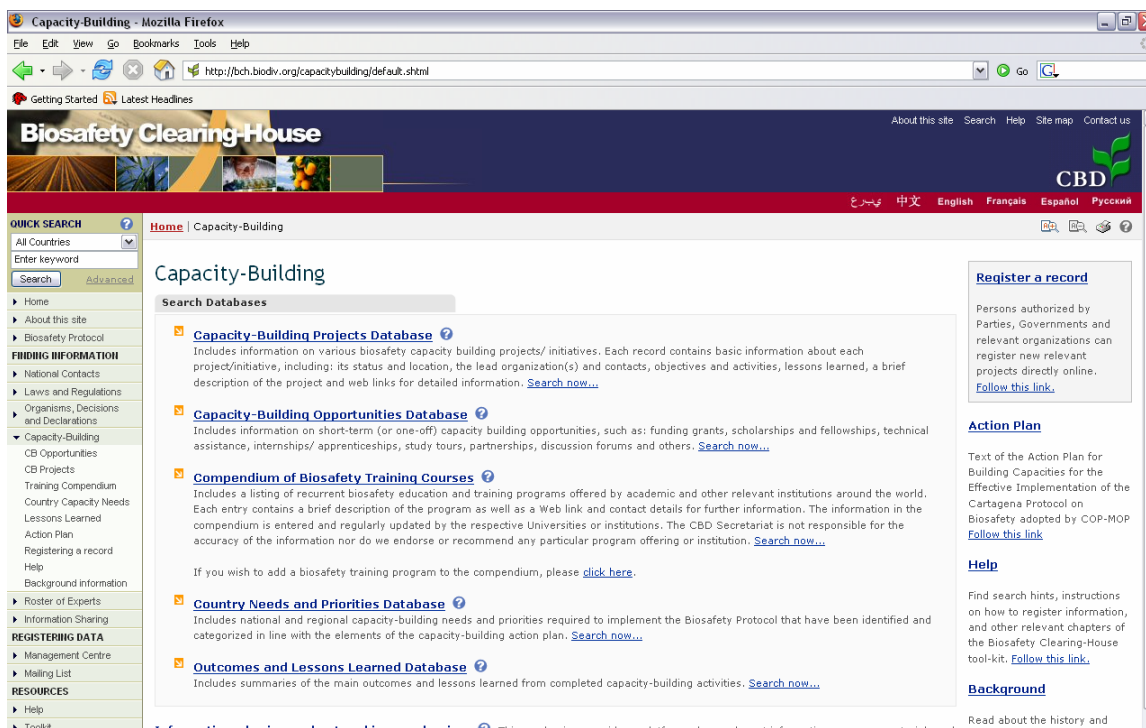 Capacity-Building - Mozilla Firefox
File Edit View Go Bookmarks Tools Help
http://bch.biodiv.org/capacitybuilding/default.shtml
Go
Getting Started Latest Headlines
Biosafety Clearing-House
About this site Search Help Site map Contact us
CBD
中文 English Français Español Русский
QUICK SEARCH
All Countries
Enter keyword
Search Advanced
Home
About this site
Biosafety Protocol
FINDING INFORMATION
National Contacts
Laws and Regulations
Organisms, Decisions
and Declarations
Capacity-Building
CB Opportunities
CB Projects
Training Compendium
Country Capacity Needs
Lessons Learned
Action Plan
Registering a record
Help
Background information
Roster of Experts
Information Sharing
REGISTERING DATA
Management Centre
Mailing List
RESOURCES
Help
Toolkit
Home | Capacity-Building
Capacity-Building
Search Databases
Capacity-Building Projects Database
Includes information on various biosafety capacity building projects/ initiatives. Each record contains basic information about each
project/initiative, including: its status and location, the lead organization(s) and contacts, objectives and activities, lessons learned, a brief
description of the project and web links for detailed information. Search now...
Capacity-Building Opportunities Database
Includes information on short-term (or one-off) capacity building opportunities, such as: funding grants, scholarships and fellowships, technical
assistance, internships/ apprenticeships, study tours, partnerships, discussion forums and others. Search now...
Compendium of Biosafety Training Courses
Includes a listing of recurrent biosafety education and training programs offered by academic and other relevant institutions around the world.
Each entry contains a brief description of the program as well as a Web link and contact details for further information. The information in the
compendium is entered and regularly updated by the respective Universities or institutions. The CBD Secretariat is not responsible for the
accuracy of the information nor do we endorse or recommend any particular program offering or institution. Search now...
If you wish to add a biosafety training program to the compendium, please click here.
Country Needs and Priorities Database
Includes national and regional capacity-building needs and priorities required to implement the Biosafety Protocol that have been identified and
categorized in line with the elements of the capacity-building action plan. Search now...
Outcomes and Lessons Learned Database
Includes summaries of the main outcomes and lessons learned from completed capacity-building activities. Search now...
Register a record
Persons authorized by
Parties, Governments and
relevant organizations can
register new relevant
projects directly online.
Follow this link.
Action Plan
Text of the Action Plan for
Building Capacities for the
Effective Implementation of the
Cartagena Protocol on
Biosafety adopted by COP-MOP
Follow this link
Help
Find search hints, instructions
on how to register information,
and other relevant chapters of
the Biosafety Clearing-House
tool-kit. Follow this link.
Background
Read about the history and